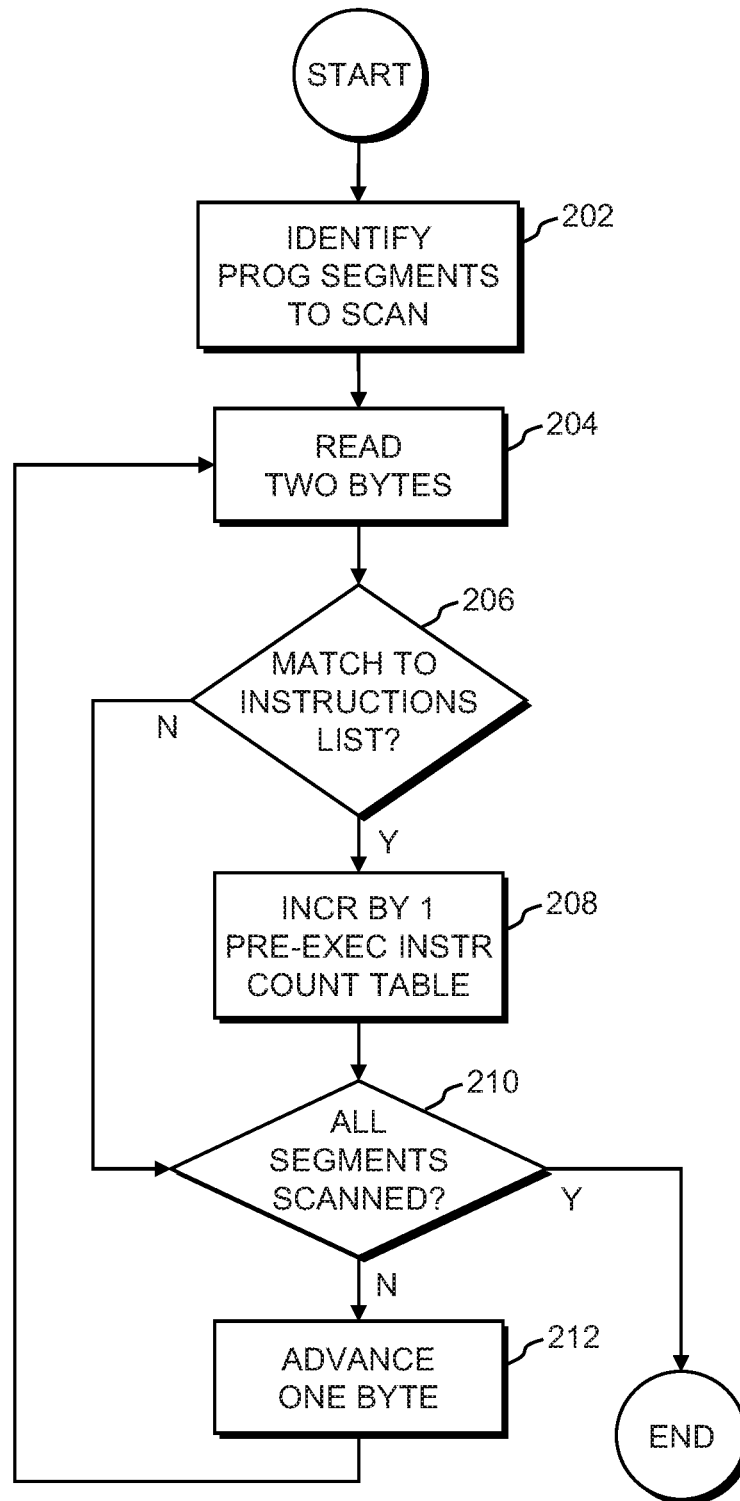 START
202
IDENTIFY
PROG SEGMENTS
TO SCAN
204
READ
TWO BYTES
206
MATCH TO
INSTRUCTIONS
LIST?
N
Y
208
INCR BY 1
PRE-EXEC INSTR
COUNT TABLE
210
ALL
SEGMENTS
SCANNED?
Y
N
212
ADVANCE
ONE BYTE
END